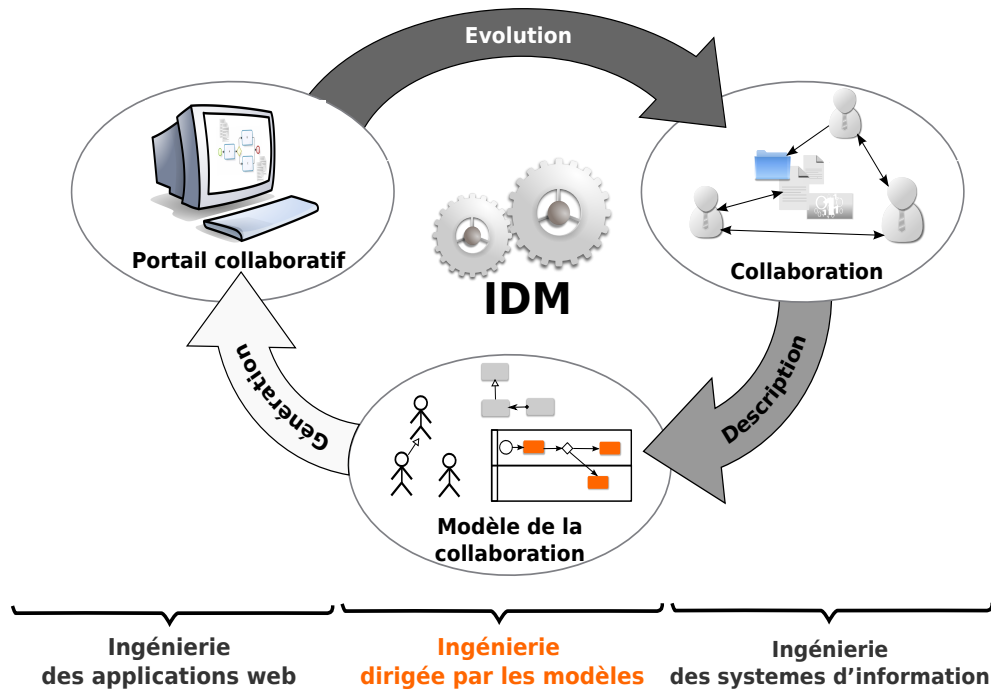 Evolution
Portail collaboratif
Collaboration
IDM
Génération
Description
Modèle de la
collaboration
Ingénierie
des applications web
Ingénierie
dirigée par les modèles
Ingénierie
des systemes d’information